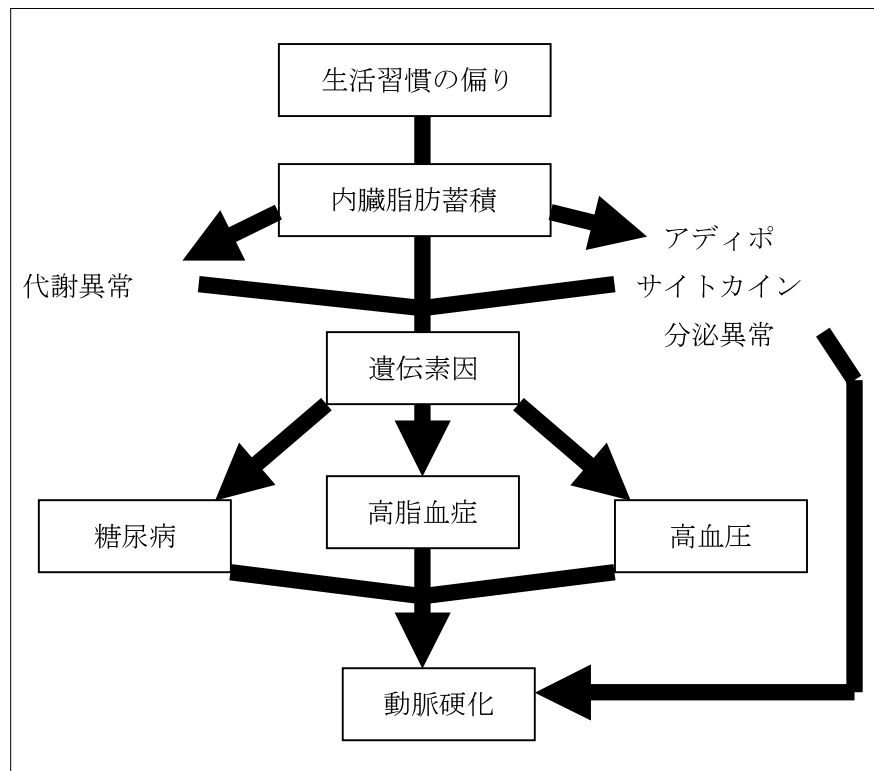 生活習慣の偏り
内臓脂肪蓄積
アディポ
代謝異常
サイトカイン
分泌異常
遺伝素因
糖尿病
高脂血症
高血圧
動脈硬化